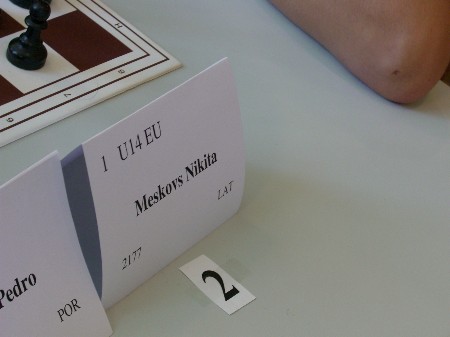 1 U14 EU
Meskovs Nikita
2177 LAT
Pedro
POR
2